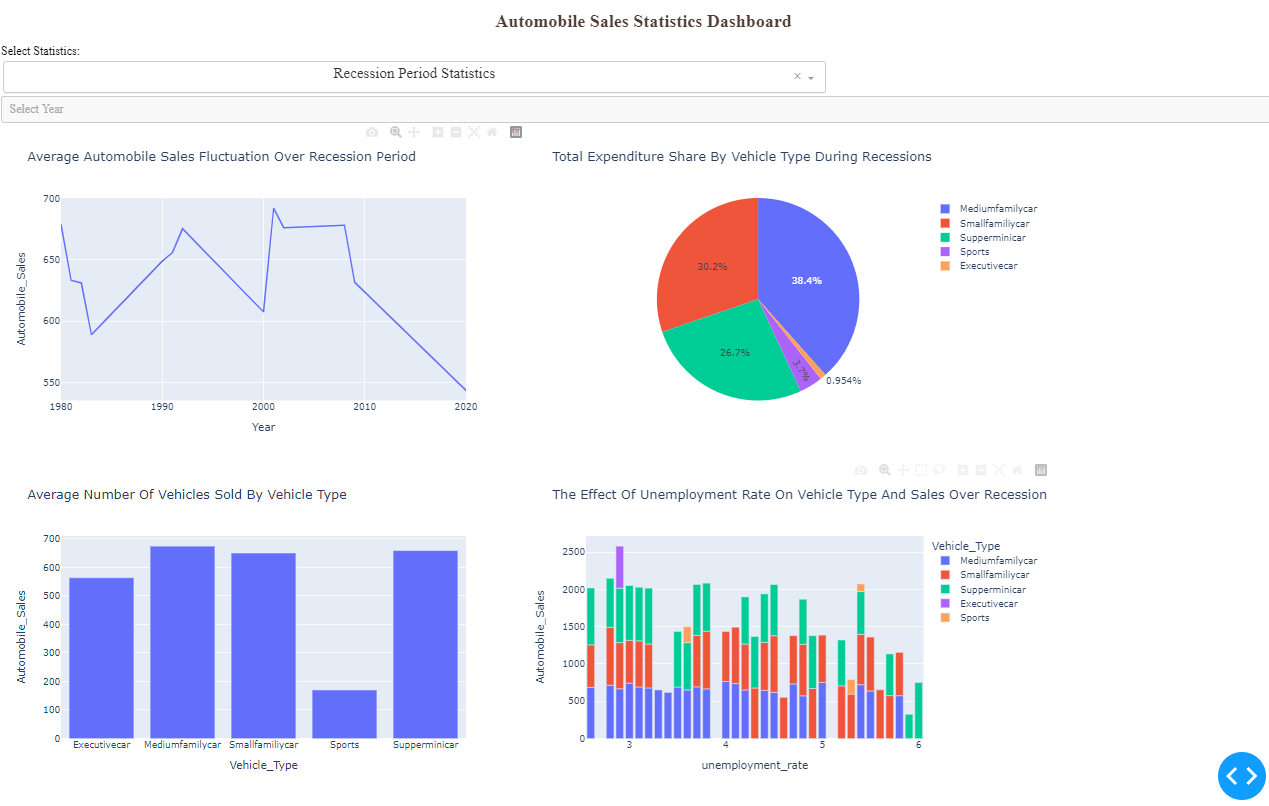 Automobile Sales Statistics Dashboard
Select Statistics:
Recession Period Statistics
× 
Select Year
Average Automobile Sales Fluctuation Over Recession Period
700
650
600
550
Automobile_Sales
1980 1990 2000 2010 2020
Year
Total Expenditure Share By Vehicle Type During Recessions
38.4%
30.2%
26.7%
3.7%
0.954%
Mediumfamilycar
Smallfamiliycar
Supperminicar
Sports
Executivecar
Average Number Of Vehicles Sold By Vehicle Type
700
600
500
400
300
200
100
0
Automobile_Sales
Executivecar Mediumfamilycar Smallfamiliycar Sports Supperminicar
Vehicle_Type
The Effect Of Unemployment Rate On Vehicle Type And Sales Over Recession
2500
2000
1500
1000
500
0
Automobile_Sales
3 4 5 6
unemployment_rate
Vehicle_Type
Mediumfamilycar
Smallfamiliycar
Supperminicar
Executivecar
Sports